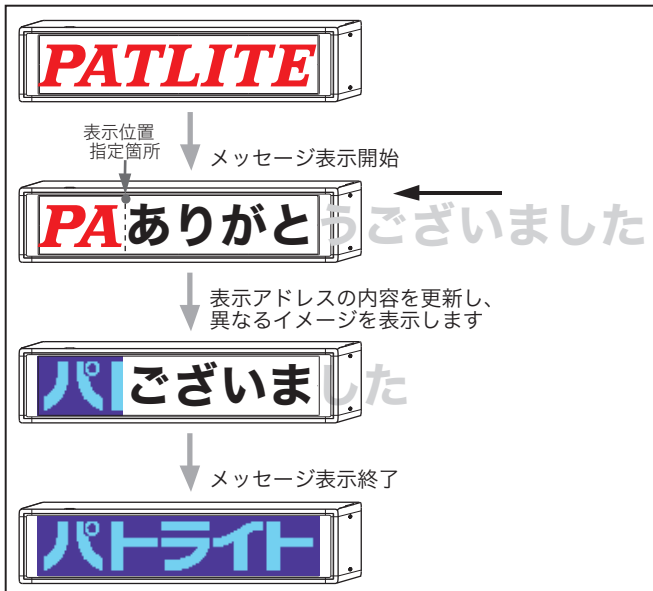 PATLITE
表示位置
指定箇所
メッセージ表示開始
PAありがとうございました
表示アドレスの内容を更新し、
異なるイメージを表示します
パございました
メッセージ表示終了
パトライト